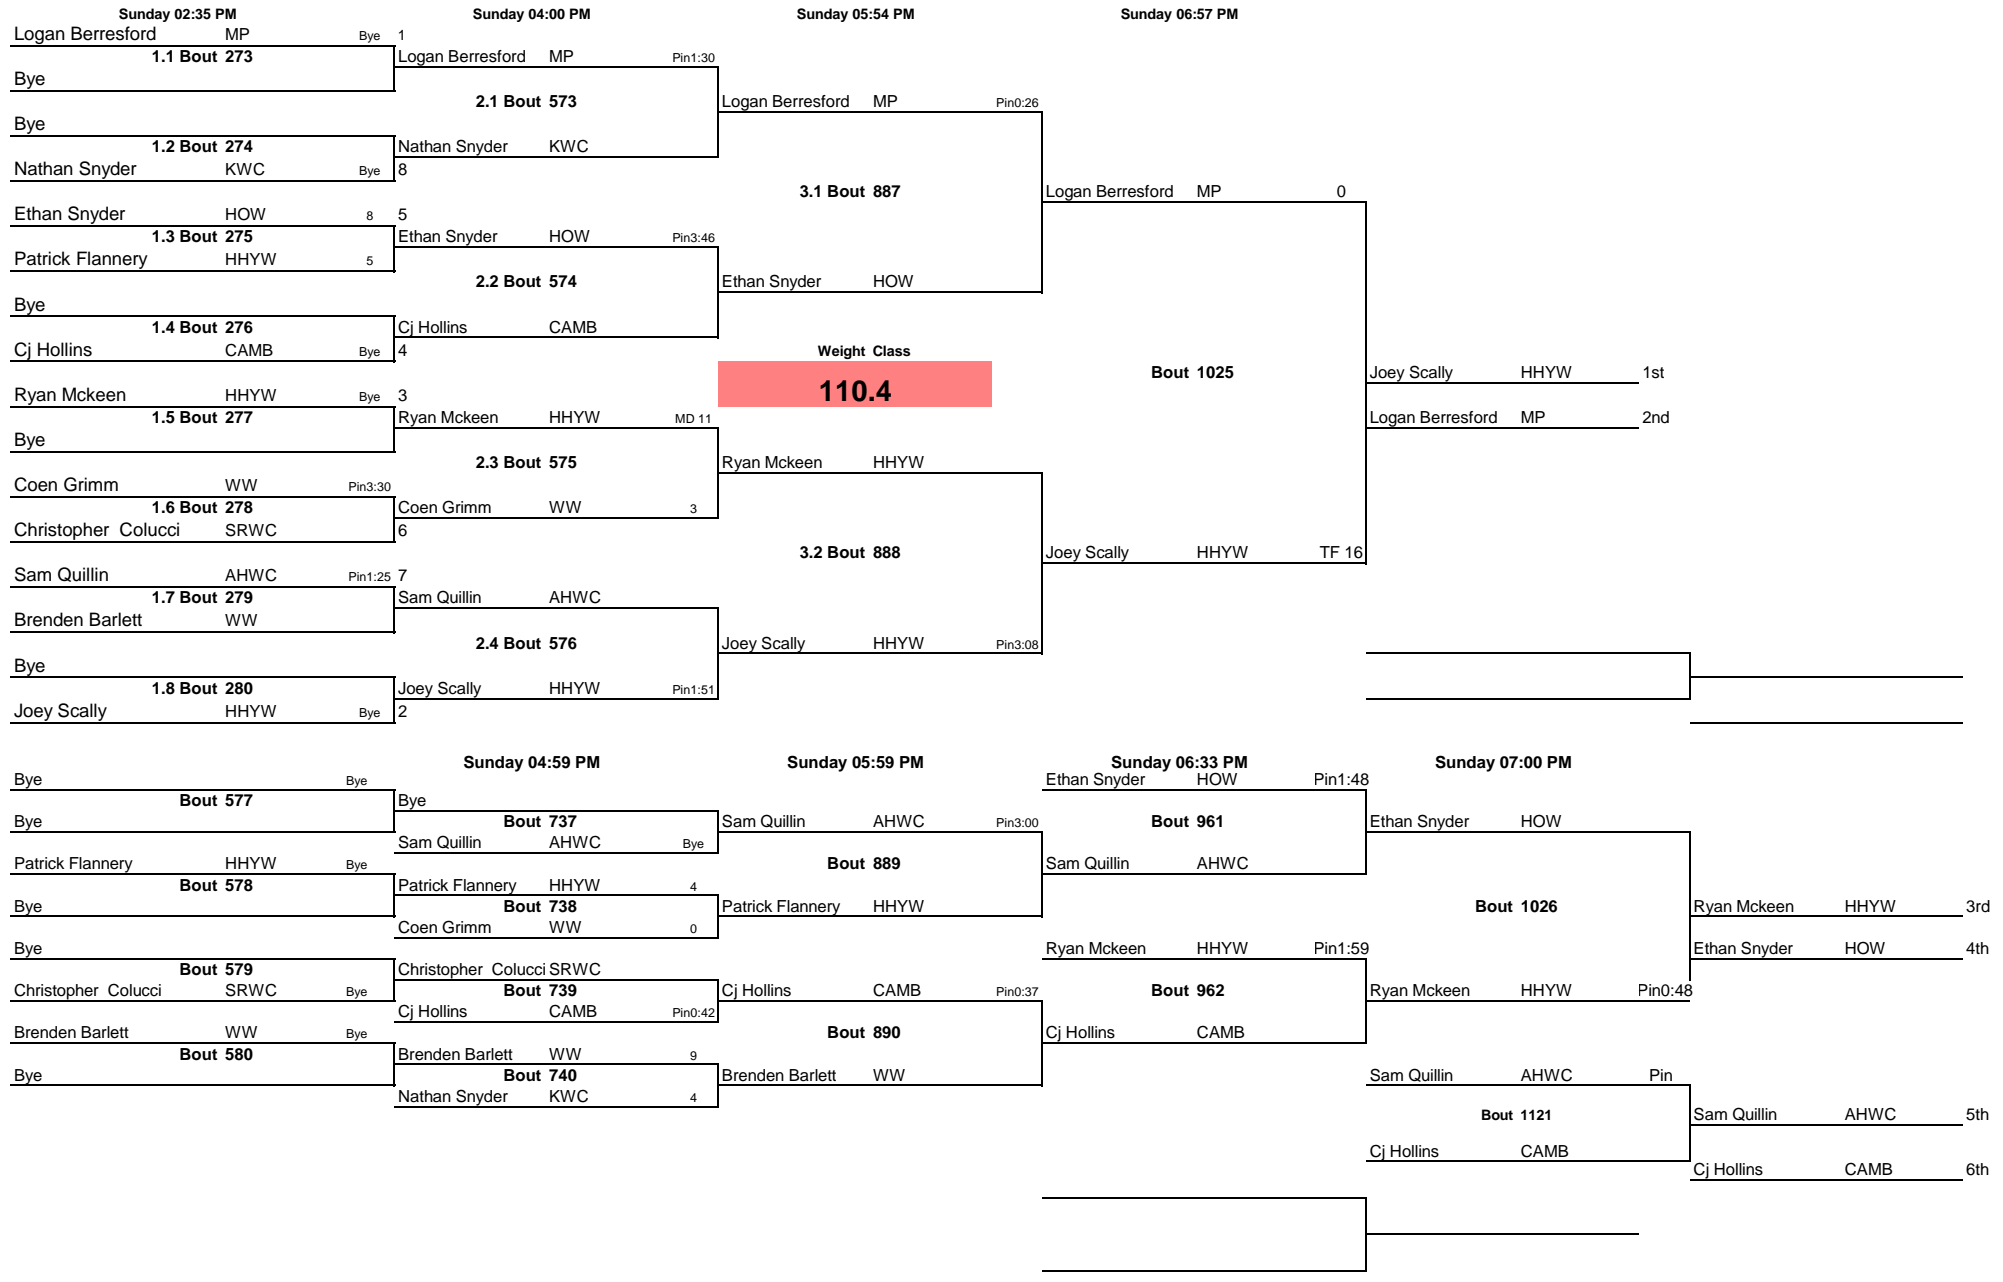 Sunday 02:35 PM Sunday 04:00 PM Sunday 05:54 PM Sunday 06:57 PM
Logan Berresford MP Bye 1
1.1 Bout 273 Logan Berresford MP Pin1:30
Bye
2.1 Bout 573 Logan Berresford MP Pin0:26
Bye
1.2 Bout 274 Nathan Snyder KWC
Nathan Snyder KWC Bye 8
3.1 Bout 887 Logan Berresford MP 0
Ethan Snyder HOW 8 5
1.3 Bout 275 Ethan Snyder HOW Pin3:46
Patrick Flannery HHYW 5
2.2 Bout 574 Ethan Snyder HOW
Bye
1.4 Bout 276 Cj Hollins CAMB
Cj Hollins CAMB Bye 4 Weight Class
Bout 1025 Joey Scally HHYW 1st
110.4
Ryan Mckeen HHYW Bye 3
1.5 Bout 277 Ryan Mckeen HHYW MD 11 Logan Berresford MP 2nd
Bye
2.3 Bout 575 Ryan Mckeen HHYW
Coen Grimm WW Pin3:30
1.6 Bout 278 Coen Grimm WW 3
Christopher Colucci SRWC 6
3.2 Bout 888 Joey Scally HHYW TF 16
Sam Quillin AHWC Pin1:25 7
1.7 Bout 279 Sam Quillin AHWC
Brenden Barlett WW
2.4 Bout 576 Joey Scally HHYW Pin3:08
Bye
1.8 Bout 280 Joey Scally HHYW Pin1:51
Joey Scally HHYW Bye 2
Sunday 04:59 PM Sunday 05:59 PM Sunday 06:33 PM Sunday 07:00 PM
Bye Bye Ethan Snyder HOW Pin1:48
Bout 577 Bye
Bye Bout 737 Sam Quillin AHWC Pin3:00 Bout 961 Ethan Snyder HOW
Sam Quillin AHWC Bye
Patrick Flannery HHYW Bye Bout 889 Sam Quillin AHWC
Bout 578 Patrick Flannery HHYW 4
Bye Bout 738 Patrick Flannery HHYW Bout 1026 Ryan Mckeen HHYW 3rd
Coen Grimm WW 0
Bye Ryan Mckeen HHYW Pin1:59 Ethan Snyder HOW 4th
Bout 579 Christopher Colucci SRWC
Christopher Colucci SRWC Bye Bout 739 Cj Hollins CAMB Pin0:37 Bout 962 Ryan Mckeen HHYW Pin0:48
Cj Hollins CAMB Pin0:42
Brenden Barlett WW Bye Bout 890 Cj Hollins CAMB
Bout 580 Brenden Barlett WW 9
Bye Bout 740 Brenden Barlett WW Sam Quillin AHWC Pin
Nathan Snyder KWC 4
Bout 1121 Sam Quillin AHWC 5th
Cj Hollins CAMB
Cj Hollins CAMB 6th